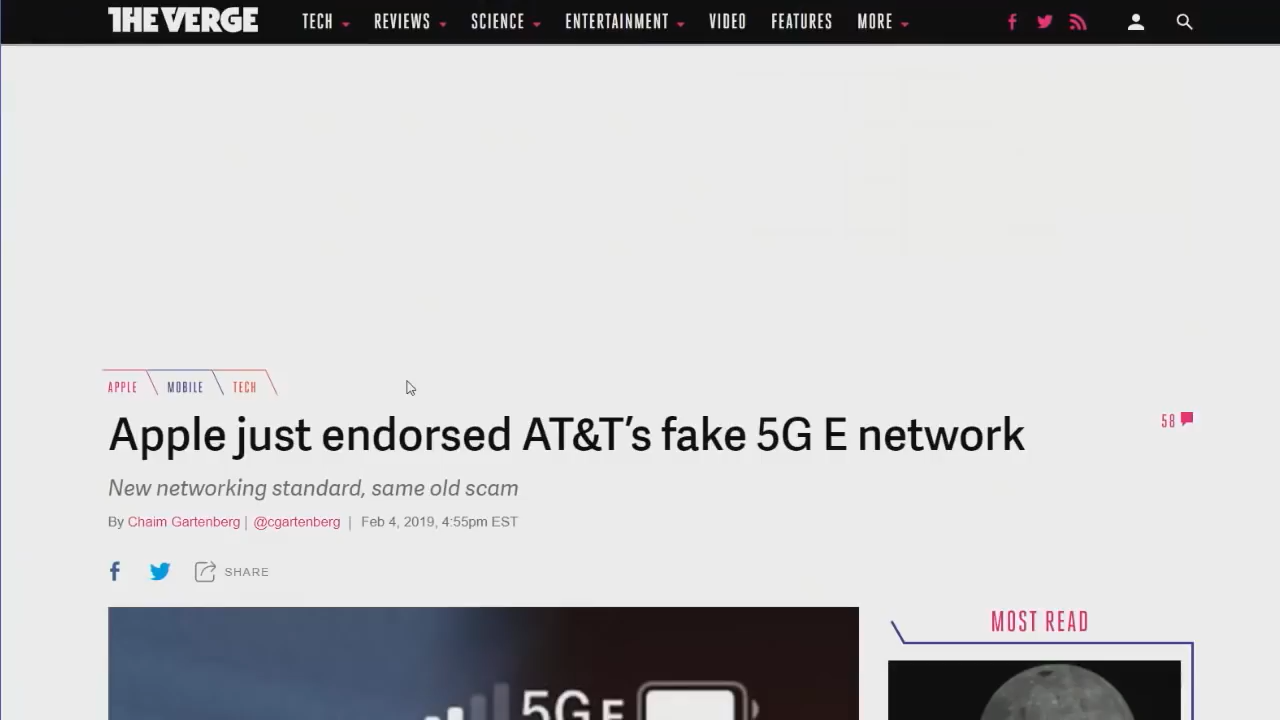 THE VERGE TECH REVIEWS SCIENCE ENTERTAINMENT VIDEO FEATURES MORE
APPLE MOBILE TECH
Apple just endorsed AT&T’s fake 5G E network
58
New networking standard, same old scam
By Chaim Gartenberg | @cgartenberg | Feb 4, 2019, 4:55pm EST
SHARE
MOST READ
5G E